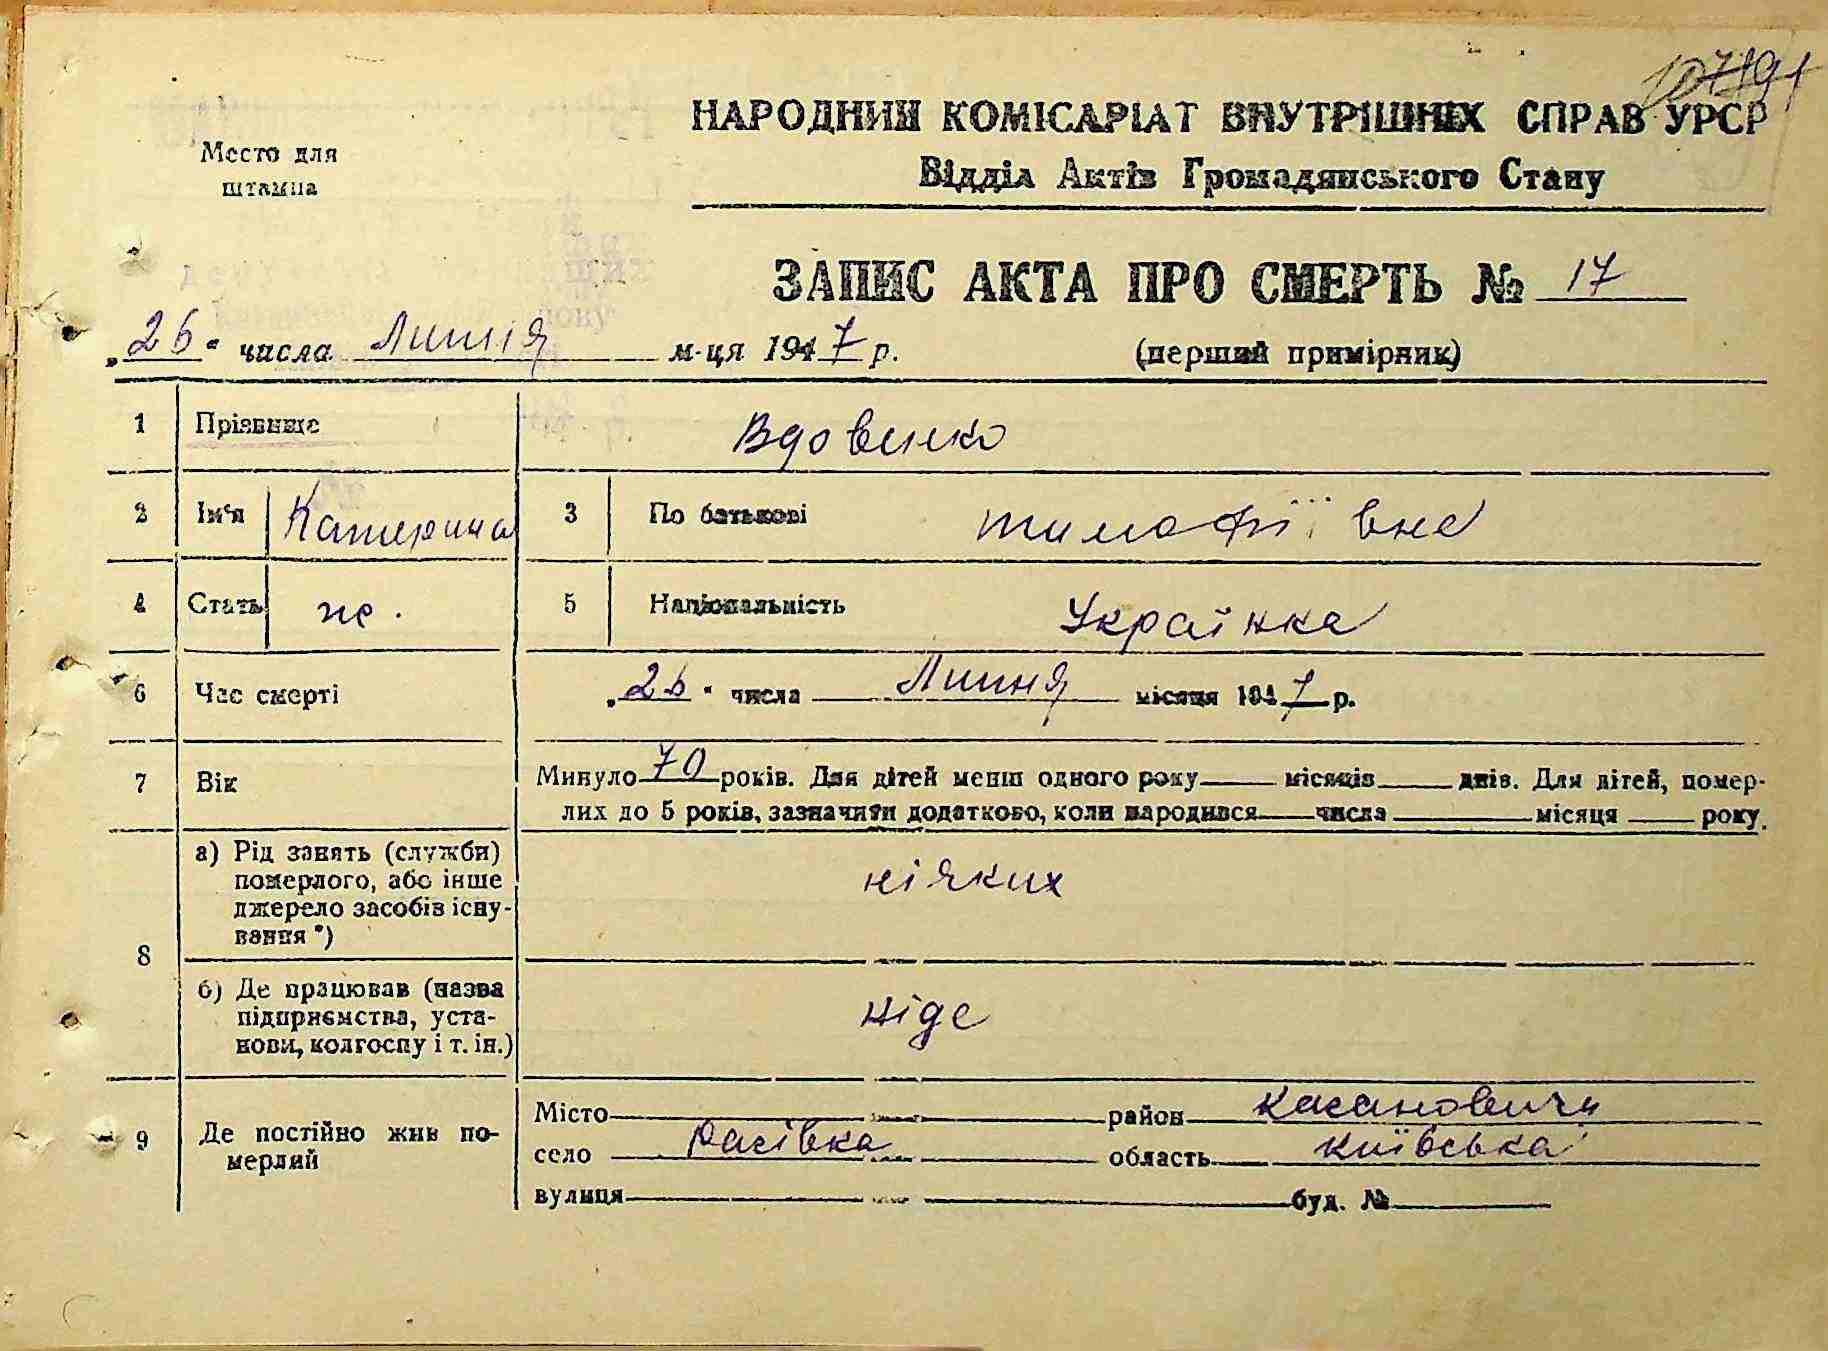 Место для
штампа
НАРОДНИЙ КОМІСАРІАТ ВНУТРІШНІХ СПРАВ УРСР
Відділ Актів Громадянського Стану
ЗАПИС АКТА ПРО СМЕРТЬ № 17
„26“ числа Липня м-ця 1947 р. (перший примірник)
1 Прізвище Вдовенко
2 Ім'я Катерина 3 По батькові тимофіївна
4 Стать ж. 5 Національність Українка
6 Час смерті „26“ числа Липня місяця 1947 р.
7 Вік Минуло 70 років. Для дітей менш одного року місяців днів. Для дітей, помер-
лих до 5 років, зазначити додатково, коли народився числа місяця року.
8 а) Рід занять (служби)
померлого, або інше
джерело засобів існу-
вання *)
ніяких
б) Де працював (назва
підприємства, уста-
нови, колгоспу і т. ін.)
ніде
9 Де постійно жив по-
мерлий
Місто район Кагановичи
село Расівка область київська
вулиця буд. №